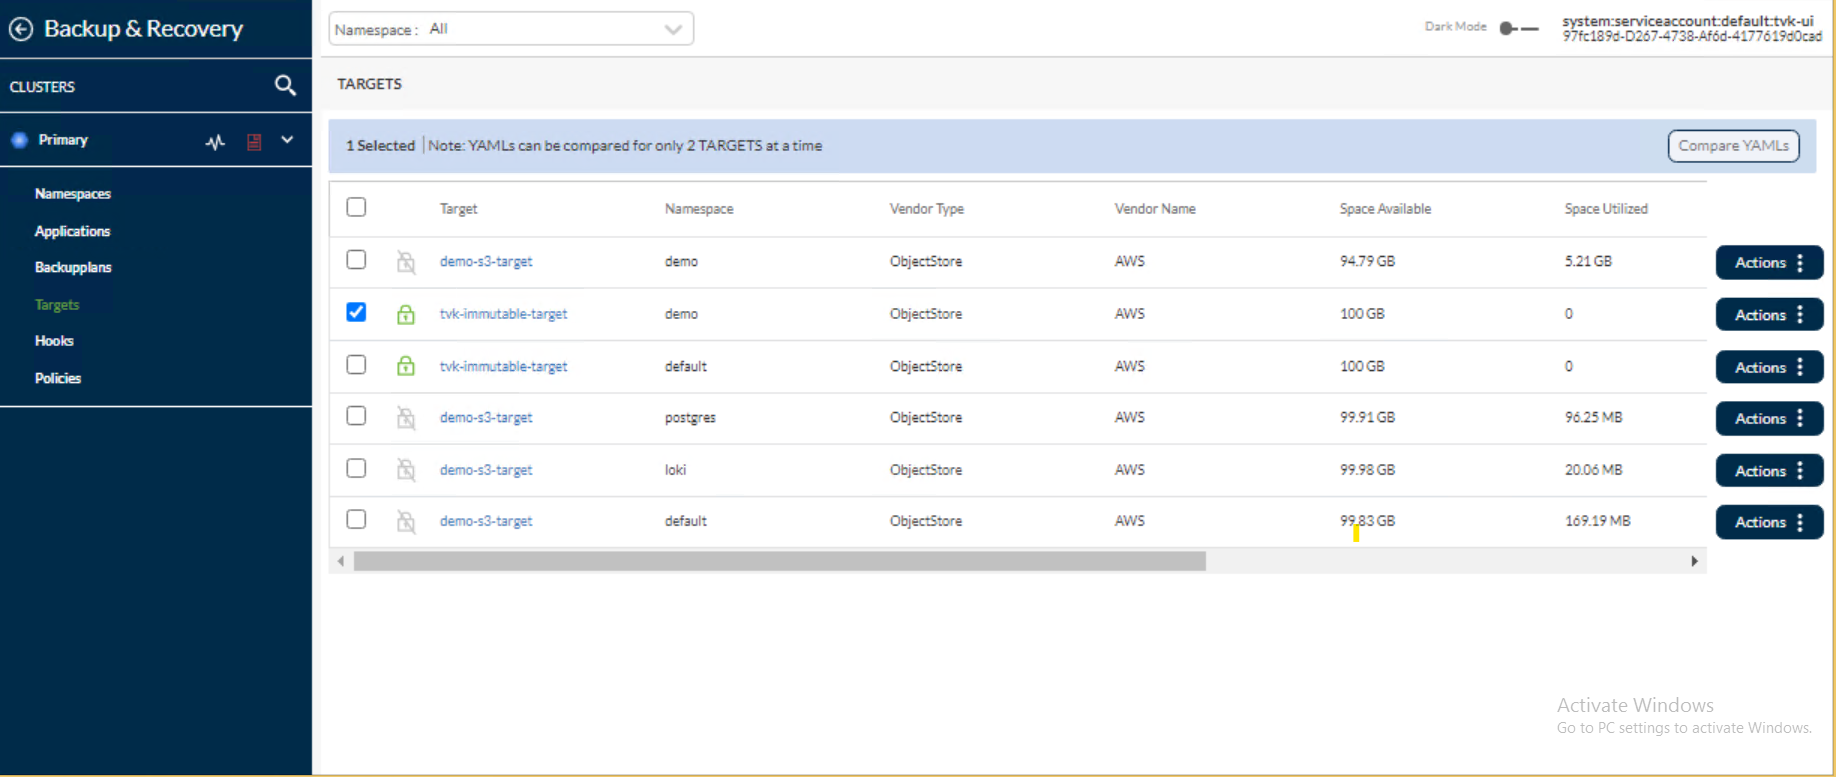 Backup & Recovery
Namespace : All
Dark Mode
system:serviceaccount:default:tvk-ui
97fc189d-D267-4738-Af6d-4177619d0cad
CLUSTERS
TARGETS
Primary
1 Selected Note: YAMLs can be compared for only 2 TARGETS at a time Compare YAMLs
Namespaces
Applications
Backupplans
Targets
Hooks
Policies
Target Namespace Vendor Type Vendor Name Space Available Space Utilized
demo-s3-target demo ObjectStore AWS 94.79 GB 5.21 GB Actions
tvk-immutable-target demo ObjectStore AWS 100 GB 0 Actions
tvk-immutable-target default ObjectStore AWS 100 GB 0 Actions
demo-s3-target postgres ObjectStore AWS 99.91 GB 96.25 MB Actions
demo-s3-target loki ObjectStore AWS 99.98 GB 20.06 MB Actions
demo-s3-target default ObjectStore AWS 99.83 GB 169.19 MB Actions
Activate Windows
Go to PC settings to activate Windows.